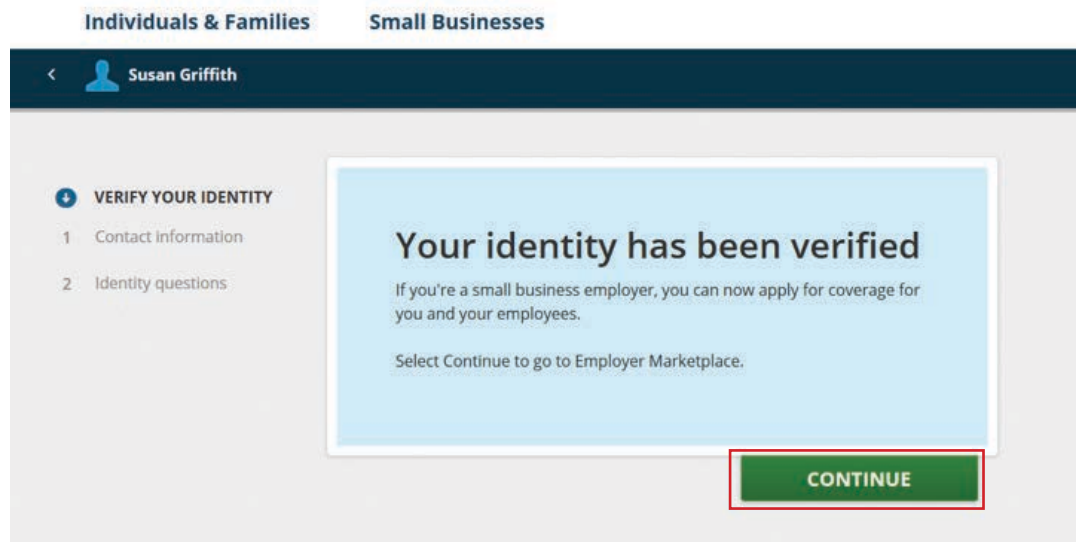 Individuals & Families Small Businesses
< Susan Griffith
VERIFY YOUR IDENTITY
1 Contact information
2 Identity questions
Your identity has been verified
If you're a small business employer, you can now apply for coverage for
you and your employees.
Select Continue to go to Employer Marketplace.
CONTINUE